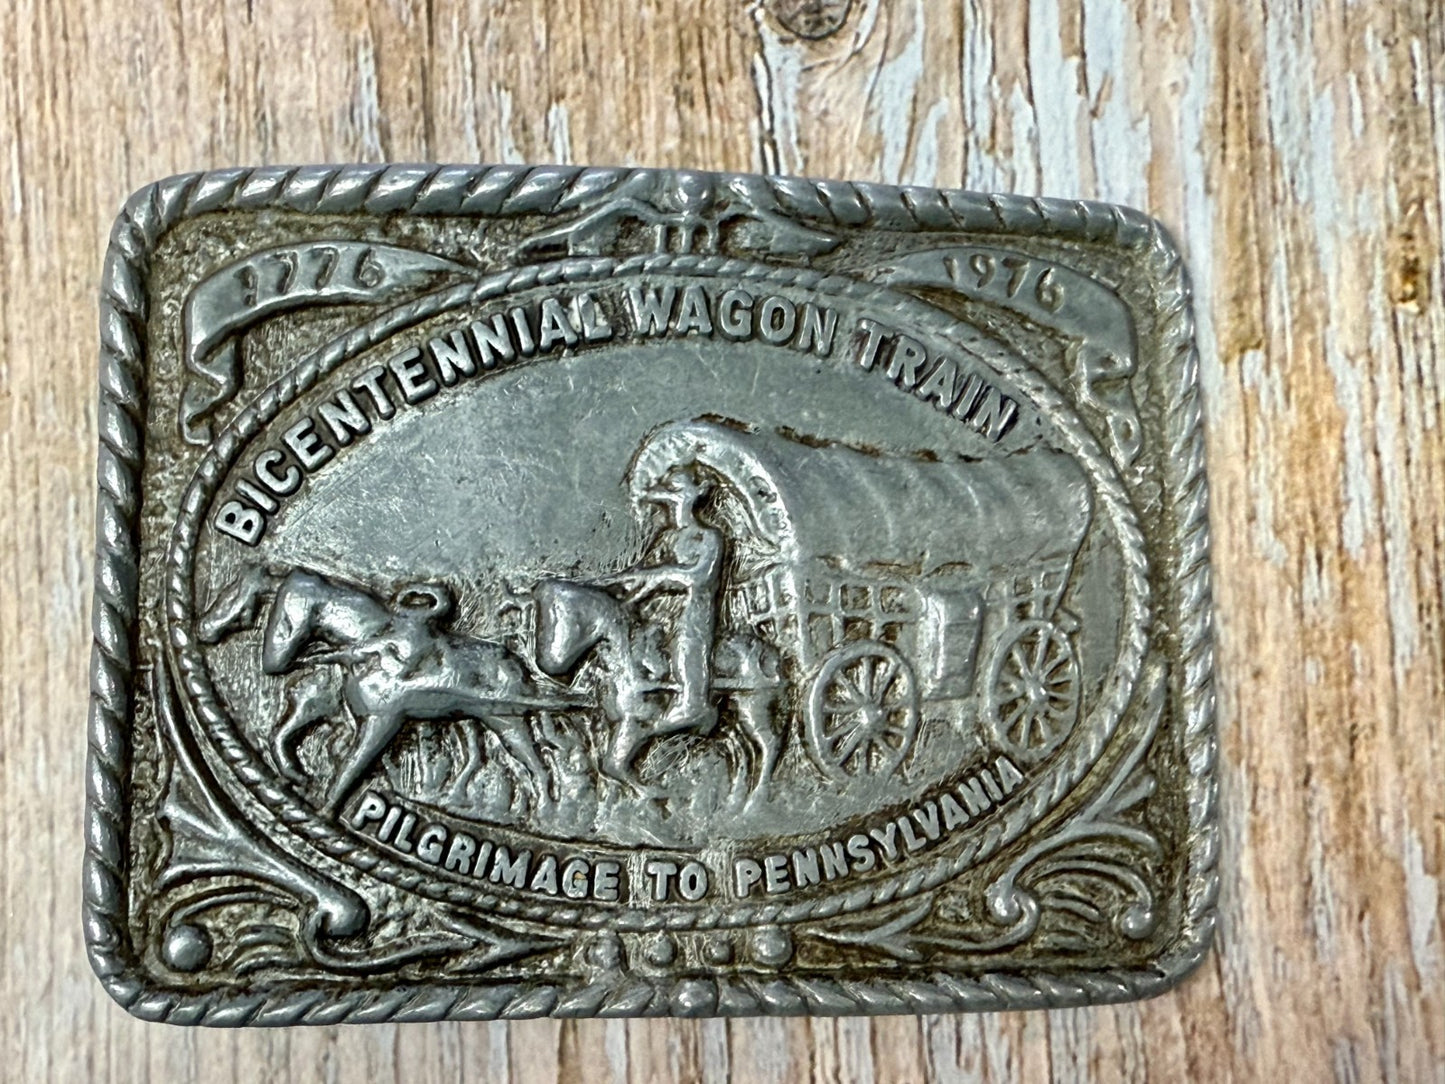 1776
1976
BICENTENNIAL WAGON TRAIN
PILGRIMAGE TO PENNSYLVANIA